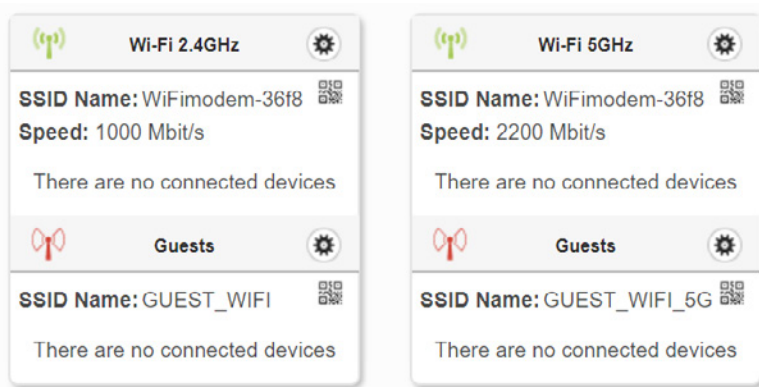 Wi-Fi 2.4GHz
SSID Name: WiFimodem-36f8
Speed: 1000 Mbit/s
There are no connected devices
Guests
SSID Name: GUEST_WIFI
There are no connected devices
Wi-Fi 5GHz
SSID Name: WiFimodem-36f8
Speed: 2200 Mbit/s
There are no connected devices
Guests
SSID Name: GUEST_WIFI_5G
There are no connected devices